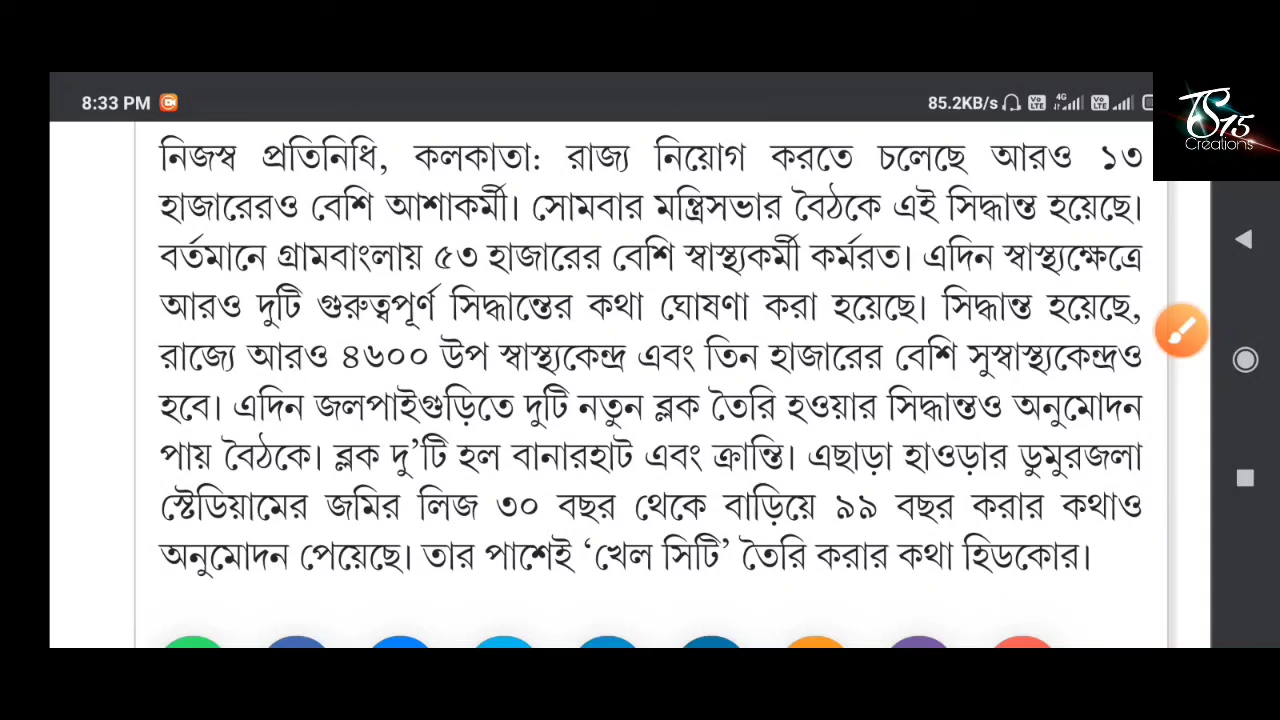 8:33 PM
85.2KB/s
4G
TS15
Creations
নিজস্ব প্রতিনিধি, কলকাতা: রাজ্য নিয়োগ করতে চলেছে আরও ১৩
হাজারেরও বেশি আশাকর্মী। সোমবার মন্ত্রিসভার বৈঠকে এই সিদ্ধান্ত হয়েছে।
বর্তমানে গ্রামবাংলায় ৫৩ হাজারের বেশি স্বাস্থ্যকর্মী কর্মরত। এদিন স্বাস্থ্যক্ষেত্রে
আরও দুটি গুরুত্বপূর্ণ সিদ্ধান্তের কথা ঘোষণা করা হয়েছে। সিদ্ধান্ত হয়েছে,
রাজ্যে আরও ৪৬০০ উপ স্বাস্থ্যকেন্দ্র এবং তিন হাজারের বেশি সুস্বাস্থ্যকেন্দ্রও
হবে। এদিন জলপাইগুড়িতে দুটি নতুন ব্লক তৈরি হওয়ার সিদ্ধান্তও অনুমোদন
পায় বৈঠকে। ব্লক দু’টি হল বানারহাট এবং ক্রান্তি। এছাড়া হাওড়ার ডুমুরজলা
স্টেডিয়ামের জমির লিজ ৩০ বছর থেকে বাড়িয়ে ৯৯ বছর করার কথাও
অনুমোদন পেয়েছে। তার পাশেই ‘খেল সিটি’ তৈরি করার কথা হিডকোর।